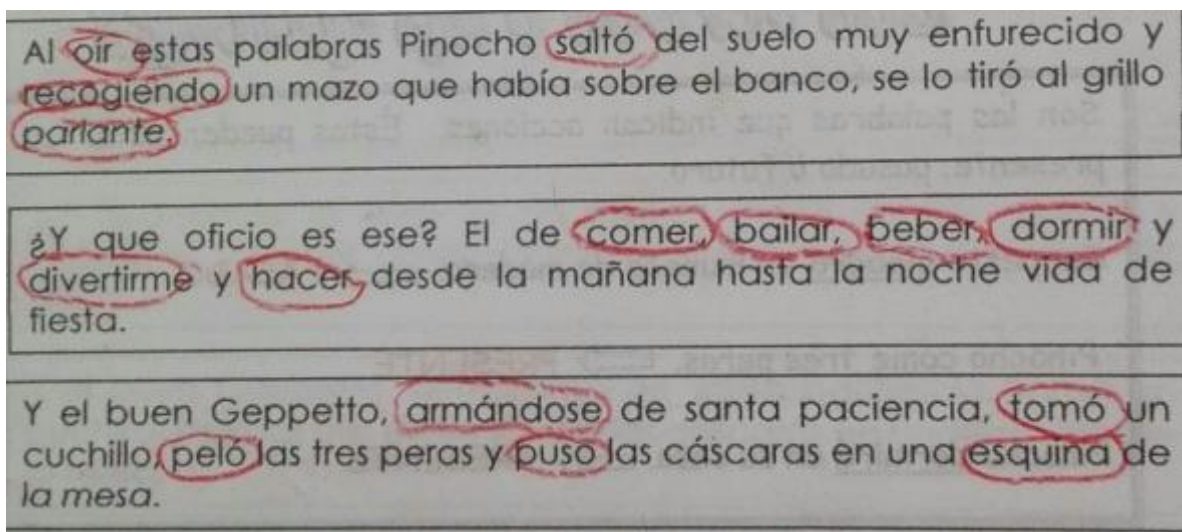 Al oír estas palabras Pinocho saltó del suelo muy enfurecido y
recogiendo un mazo que había sobre el banco, se lo tiró al grillo
parlante.
¿Y que oficio es ese? El de comer, bailar, beber, dormir y
divertirme y hacer, desde la mañana hasta la noche vida de
fiesta.
Y el buen Geppetto, armándose de santa paciencia, tomó un
cuchillo, peló las tres peras y puso las cáscaras en una esquina de
la mesa.